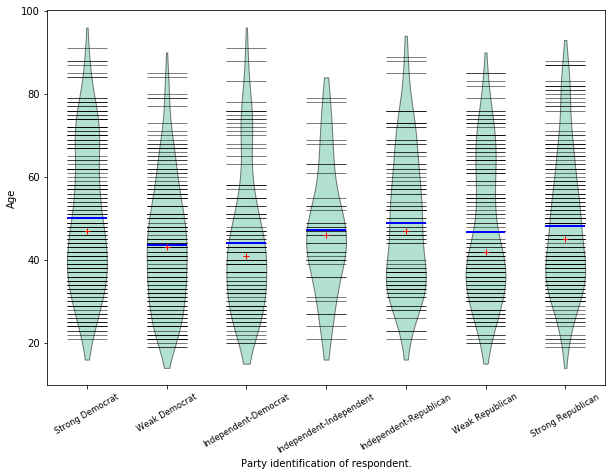 100
80
60
40
20
Age
Strong Democrat
Weak Democrat
Independent-Democrat
Independent-Independent
Independent-Republican
Weak Republican
Strong Republican
Party identification of respondent.